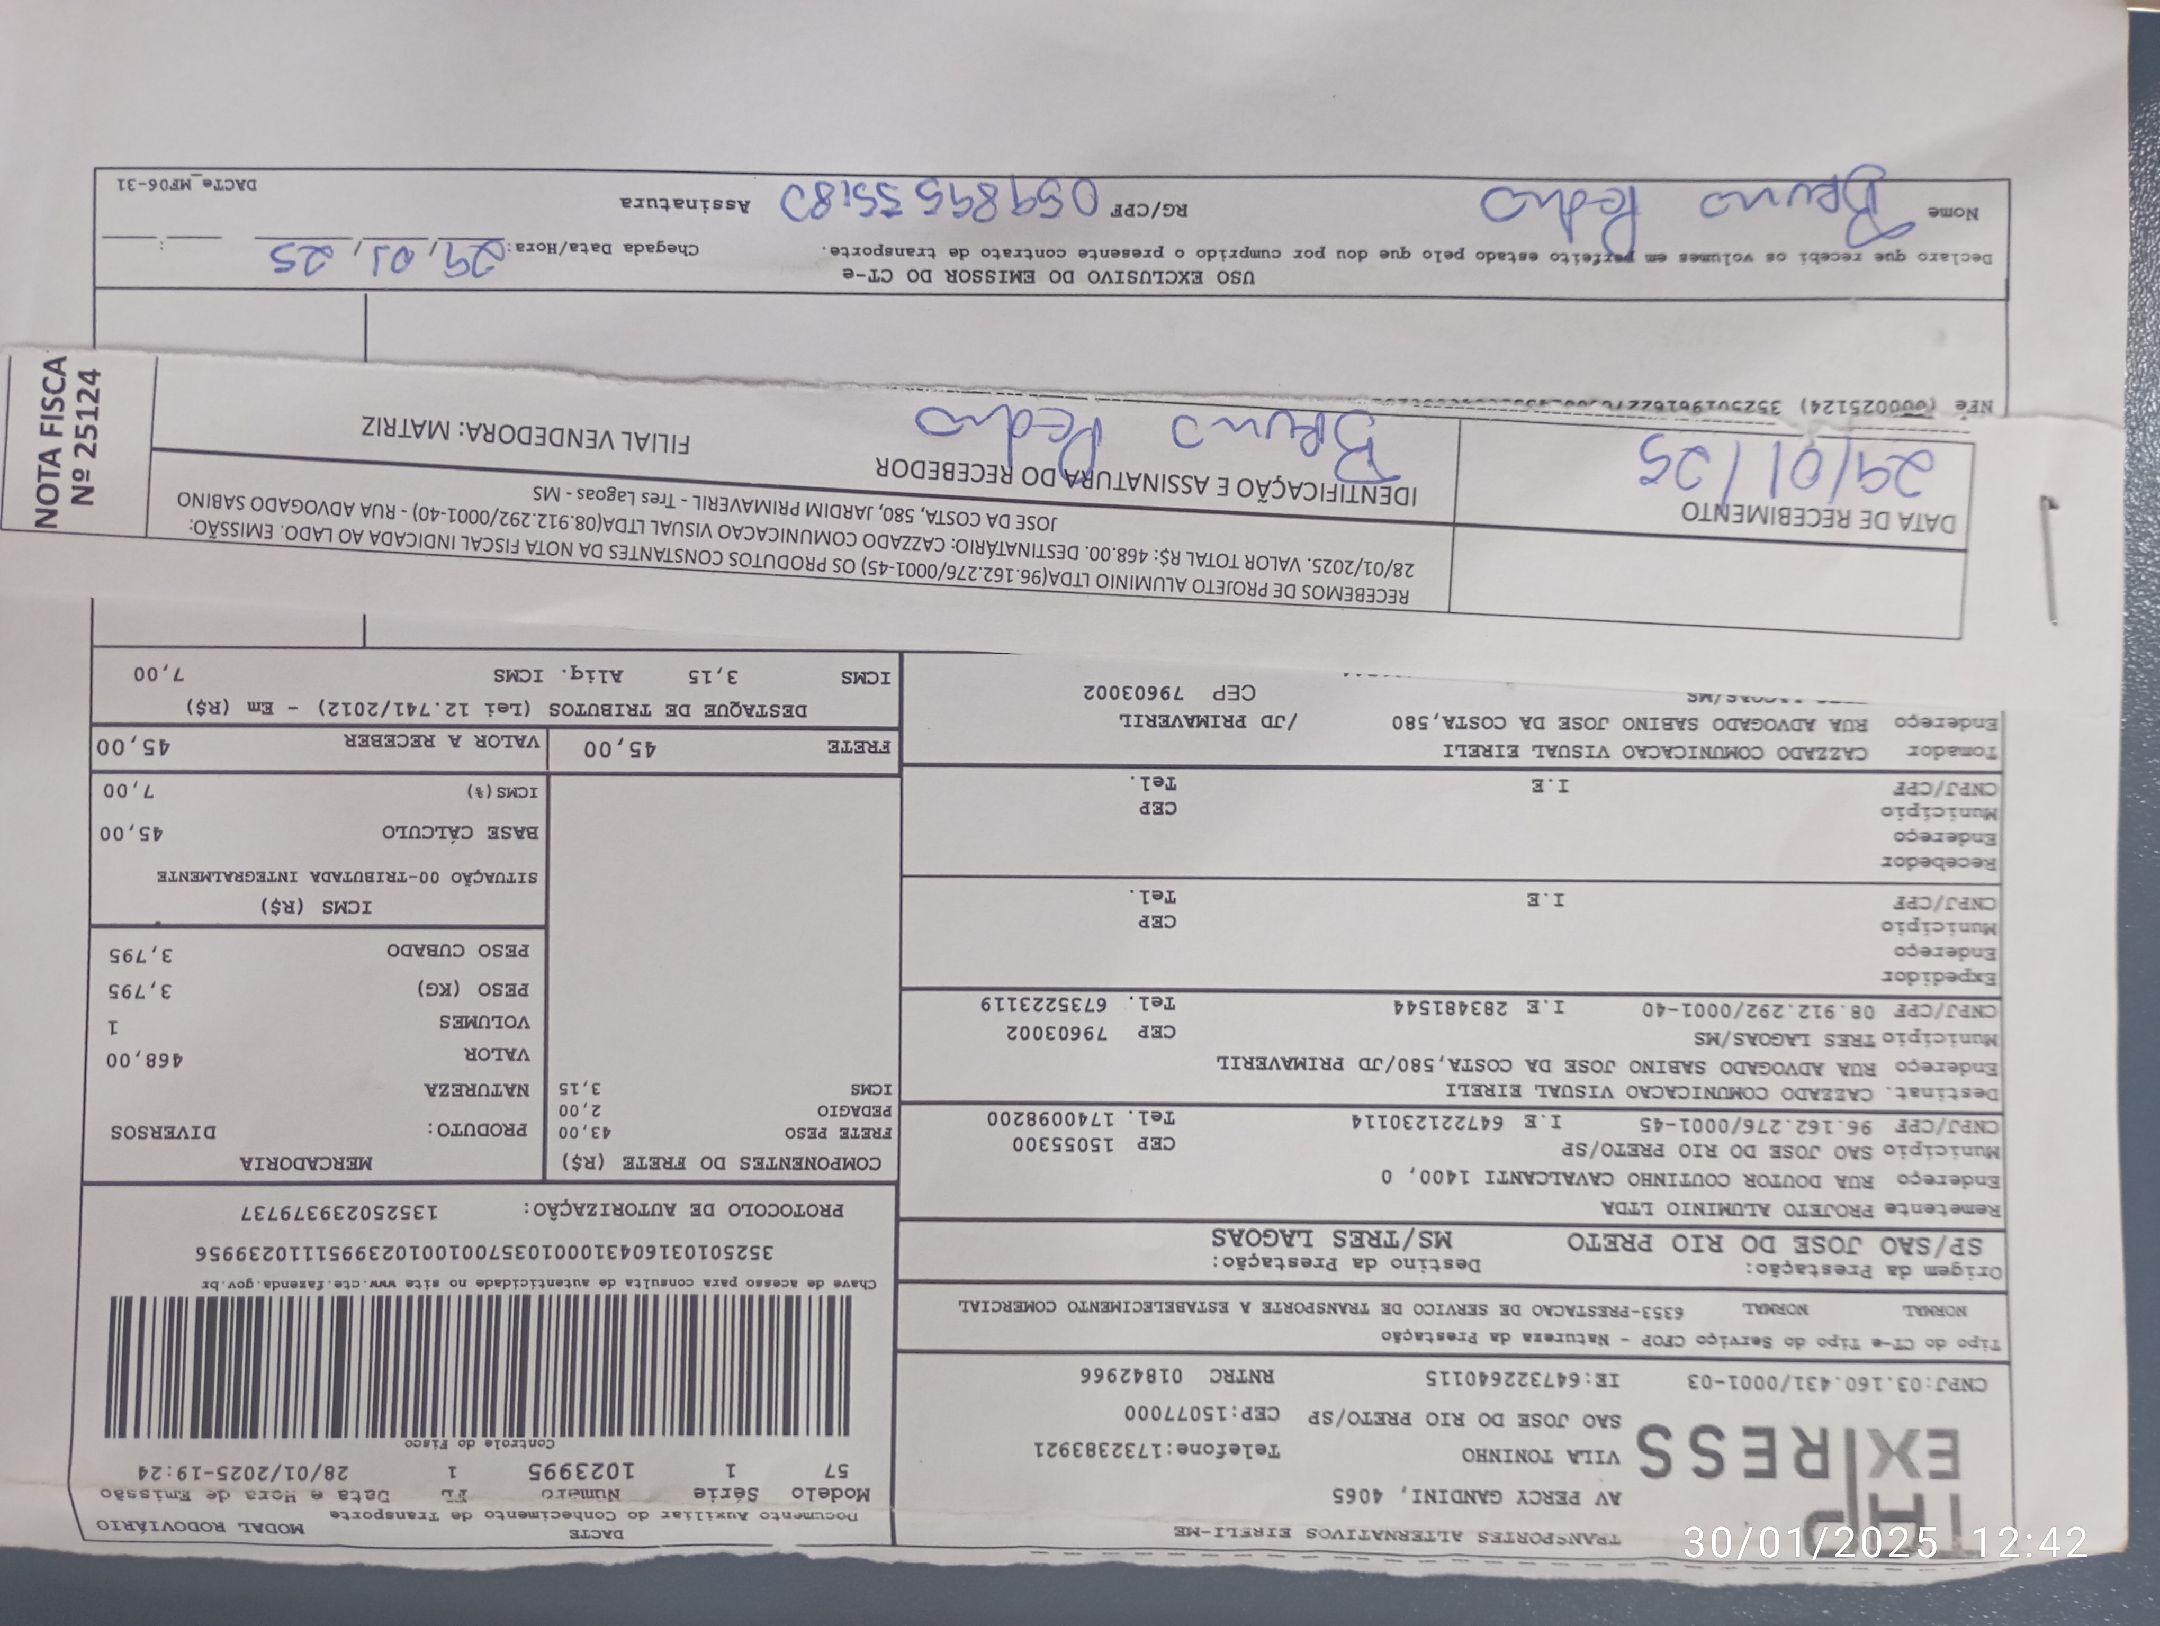 TRANSPORTES ALTERNATIVOS EIRELI-ME
THP
EXPRESS
AV PERCY GANDINI, 4065
VILA TONINHO Telefone:1732383921
SAO JOSE DO RIO PRETO/SP CEP:15077000
CNPJ:03.160.431/0001-03 IE:647322640115 RNTRC 01842966
Tipo do CT-e Tipo do Serviço CFOP - Natureza da Prestação
NORMAL NORMAL 6353-PRESTACAO DE SERVICO DE TRANSPORTE A ESTABELECIMENTO COMERCIAL
Origem da Prestação: Destino da Prestação:
SP/SAO JOSE DO RIO PRETO MS/TRES LAGOAS
Remetente PROJETO ALUMINIO LTDA
Endereço RUA DOUTOR COUTINHO CAVALCANTI 1400, 0
Município SAO JOSE DO RIO PRETO/SP CEP 15055300
CNPJ/CPF 96.162.276/0001-45 I.E 647221230114 Tel. 1740098200
Destinat. CAZZADO COMUNICACAO VISUAL EIRELI
Endereço RUA ADVOGADO SABINO JOSE DA COSTA,580/JD PRIMAVERIL
Município TRES LAGOAS/MS CEP 79603002
CNPJ/CPF 08.912.292/0001-40 I.E 283481544 Tel. 6735223119
Expedidor
Endereço
Município CEP
CNPJ/CPF I.E Tel.
Recebedor
Endereço
Município CEP
CNPJ/CPF I.E Tel.
Tomador CAZZADO COMUNICACAO VISUAL EIRELI
Endereço RUA ADVOGADO SABINO JOSE DA COSTA,580 /JD PRIMAVERIL
LAGOAS/MS CEP 79603002
DACTE MODAL RODOVIÁRIO
Documento Auxiliar do Conhecimento de Transporte
Modelo Série Número FL Data e Hora de Emissão
57 1 1023995 1 28/01/2025-19:24
Controle do Fisco
Chave de acesso para consulta de autenticidade no site www.cte.fazenda.gov.br
35250103160431000103570010010239951110239956
PROTOCOLO DE AUTORIZAÇÃO: 135250239379737
COMPONENTES DO FRETE (R$) MERCADORIA
FRETE PESO 43,00
PEDAGIO 2,00
ICMS 3,15
PRODUTO: DIVERSOS
NATUREZA
VALOR 468,00
VOLUMES 1
PESO (KG) 3,795
PESO CUBADO 3,795
ICMS (R$)
SITUAÇÃO 00-TRIBUTADA INTEGRALMENTE
BASE CÁLCULO 45,00
ICMS(%) 7,00
FRETE 45,00 VALOR A RECEBER 45,00
DESTAQUE DE TRIBUTOS (Lei 12.741/2012) - Em (R$)
ICMS 3,15 Aliq. ICMS 7,00
RECEBEMOS DE PROJETO ALUMINIO LTDA(96.162.276/0001-45) OS PRODUTOS CONSTANTES DA NOTA FISCAL INDICADA AO LADO. EMISSÃO:
28/01/2025. VALOR TOTAL R$: 468.00. DESTINATÁRIO: CAZZADO COMUNICACAO VISUAL LTDA(08.912.292/0001-40) - RUA ADVOGADO SABINO
JOSE DA COSTA, 580, JARDIM PRIMAVERIL - Tres Lagoas - MS
DATA DE RECEBIMENTO IDENTIFICAÇÃO E ASSINATURA DO RECEBEDOR FILIAL VENDEDORA: MATRIZ
29/01/25 Bruno Pedro
NOTA FISCA
Nº 25124
NFe (000025124)
USO EXCLUSIVO DO EMISSOR DO CT-e
Declaro que recebi os volumes em perfeito estado pelo que dou por cumprido o presente contrato de transporte. Chegada Data/Hora: 29/01/25 :
Nome Bruno Pedro RG/CPF Assinatura
DACTe_MF06-31
30/01/2025 12:42